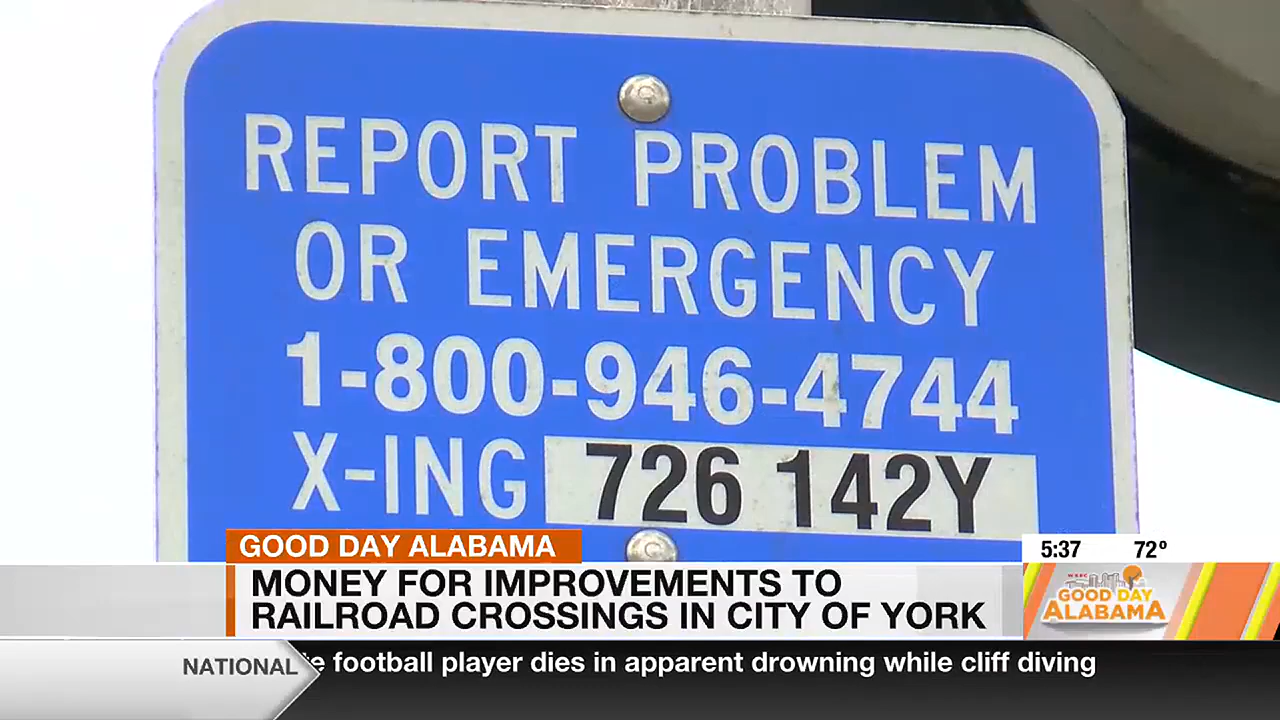 REPORT PROBLEM
OR EMERGENCY
1-800-946-4744
X-ING 726 142Y
GOOD DAY ALABAMA
MONEY FOR IMPROVEMENTS TO
RAILROAD CROSSINGS IN CITY OF YORK
5:37 72º
WBRC
GOOD DAY
ALABAMA
NATIONAL football player dies in apparent drowning while cliff diving